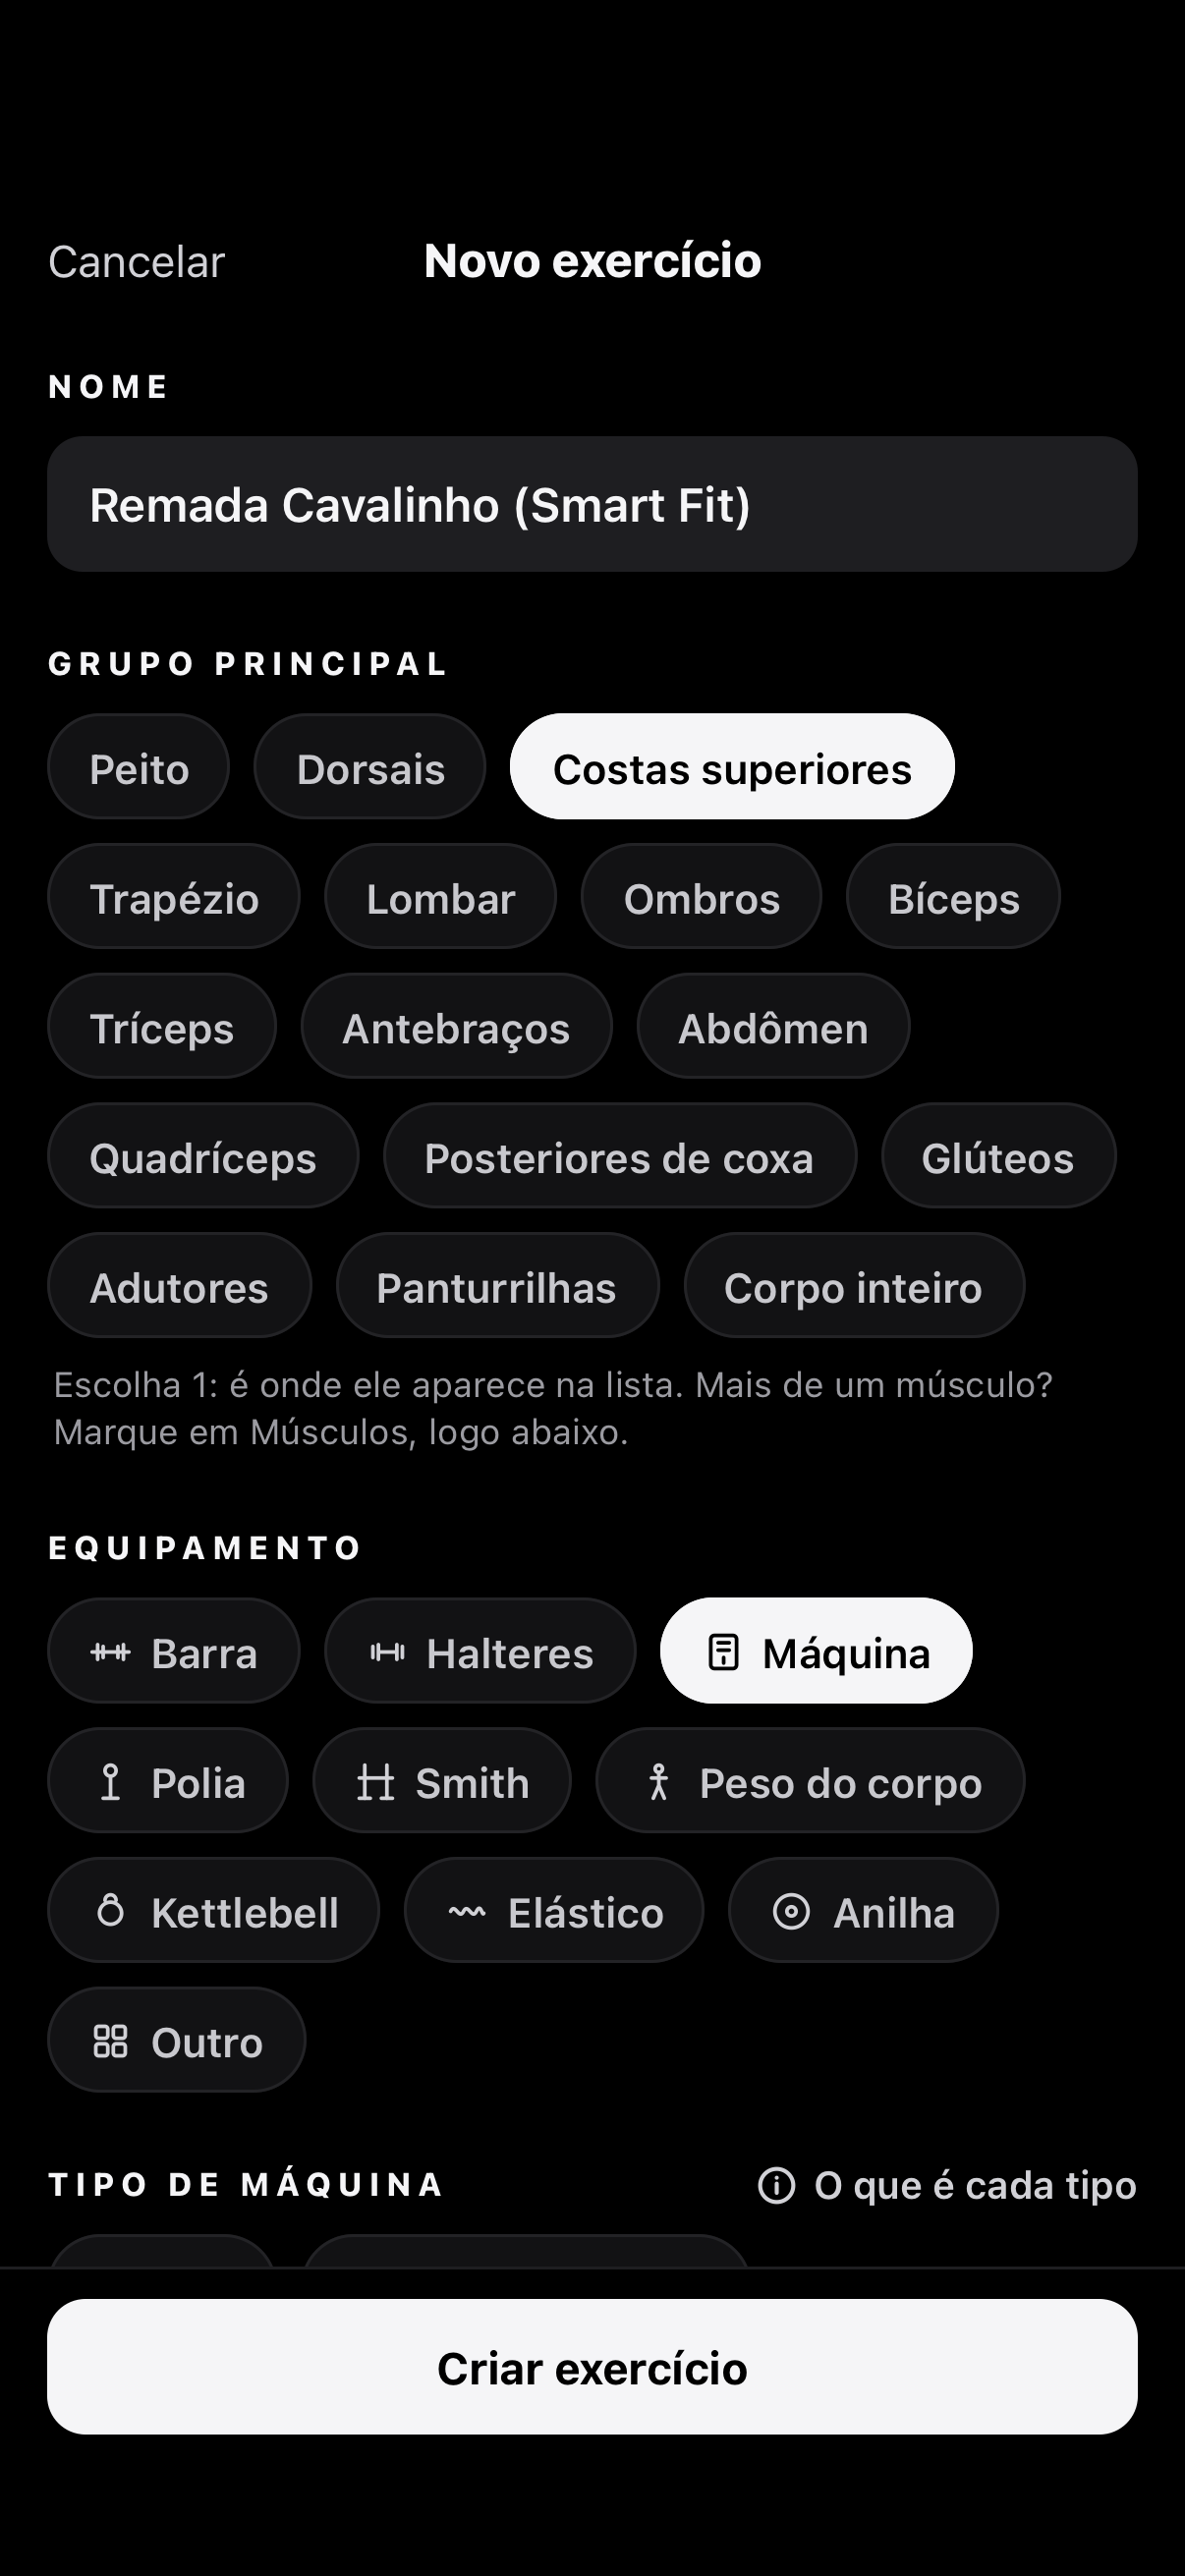 Cancelar
Novo exercício
NOME
Remada Cavalinho (Smart Fit)
GRUPO PRINCIPAL
Peito
Dorsais
Costas superiores
Trapézio
Lombar
Ombros
Bíceps
Tríceps
Antebraços
Abdômen
Quadríceps
Posteriores de coxa
Glúteos
Adutores
Panturrilhas
Corpo inteiro
Escolha 1: é onde ele aparece na lista. Mais de um músculo?
Marque em Músculos, logo abaixo.
EQUIPAMENTO
Barra
Halteres
Máquina
Polia
Smith
Peso do corpo
Kettlebell
Elástico
Anilha
Outro
TIPO DE MÁQUINA
O que é cada tipo
Criar exercício